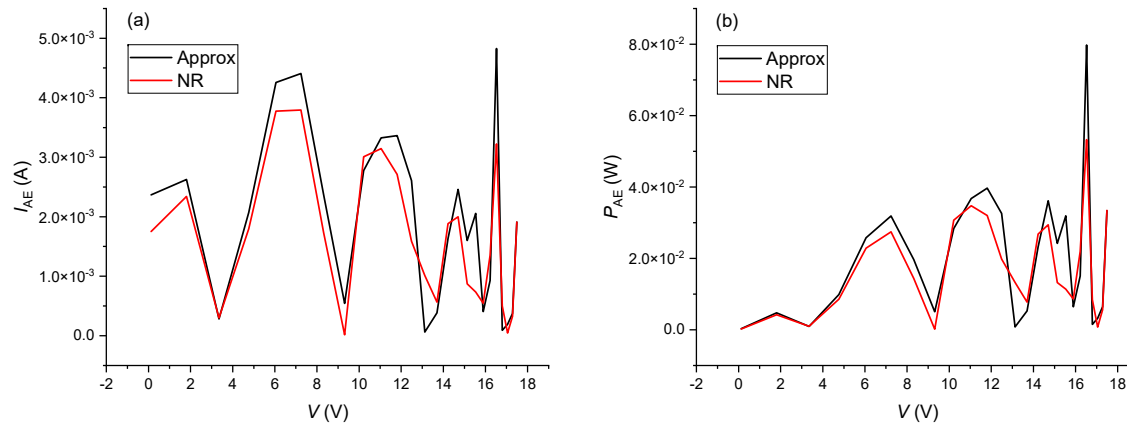 (a)
Approx
NR
5.0×10⁻³
4.0×10⁻³
3.0×10⁻³
2.0×10⁻³
1.0×10⁻³
0.0
I_AE (A)
-2 0 2 4 6 8 10 12 14 16 18
V (V)
(b)
Approx
NR
8.0×10⁻²
6.0×10⁻²
4.0×10⁻²
2.0×10⁻²
0.0
P_AE (W)
-2 0 2 4 6 8 10 12 14 16 18
V (V)